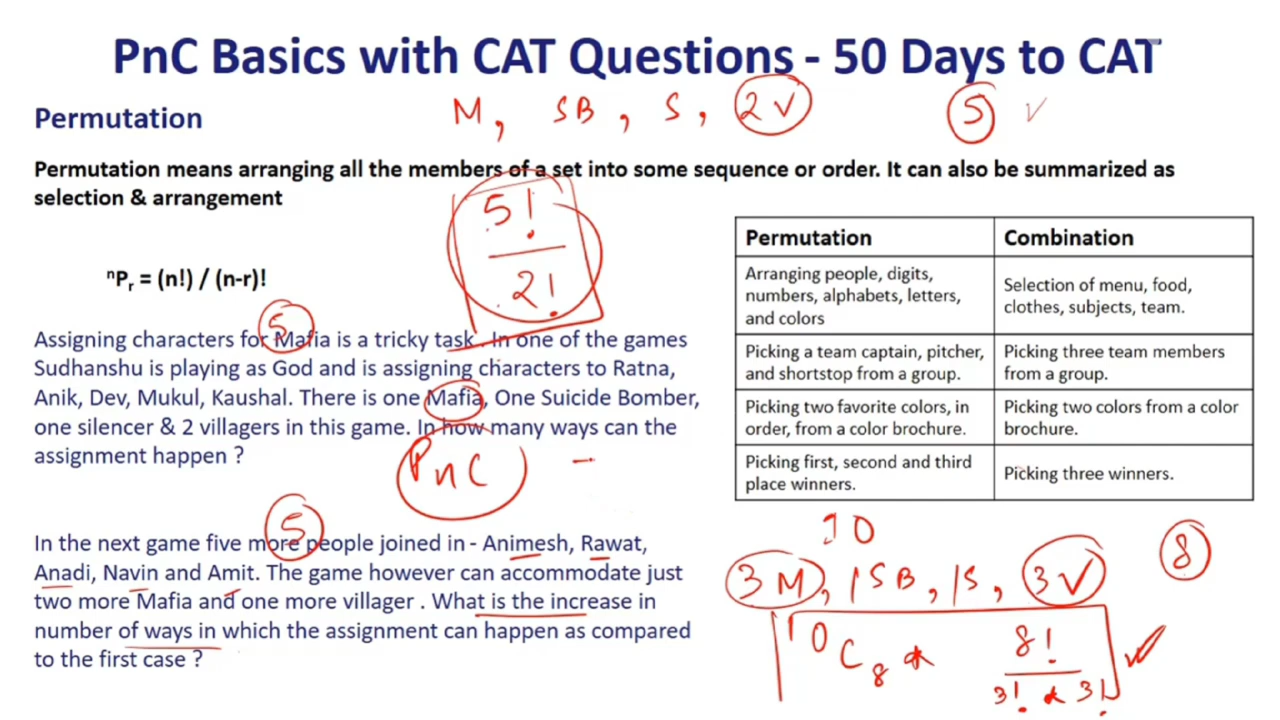 PnC Basics with CAT Questions - 50 Days to CAT
M, SB, S, 2V 5
Permutation
Permutation means arranging all the members of a set into some sequence or order. It can also be summarized as
selection & arrangement
5!
2!
ⁿPᵣ = (n!) / (n-r)!
5
Assigning characters for Mafia is a tricky task . In one of the games
Sudhanshu is playing as God and is assigning characters to Ratna,
Anik, Dev, Mukul, Kaushal. There is one Mafia, One Suicide Bomber,
one silencer & 2 villagers in this game. In how many ways can the
assignment happen ?
PnC
5
In the next game five more people joined in - Animesh, Rawat,
Anadi, Navin and Amit. The game however can accommodate just
two more Mafia and one more villager . What is the increase in
number of ways in which the assignment can happen as compared
to the first case ?
Permutation Combination
Arranging people, digits,
numbers, alphabets, letters,
and colors
Selection of menu, food,
clothes, subjects, team.
Picking a team captain, pitcher,
and shortstop from a group.
Picking three team members
from a group.
Picking two favorite colors, in
order, from a color brochure.
Picking two colors from a color
brochure.
Picking first, second and third
place winners.
Picking three winners.
10
3M, 1SB, 1S, 3V 8
¹⁰C₈ * 8!
3! * 3!